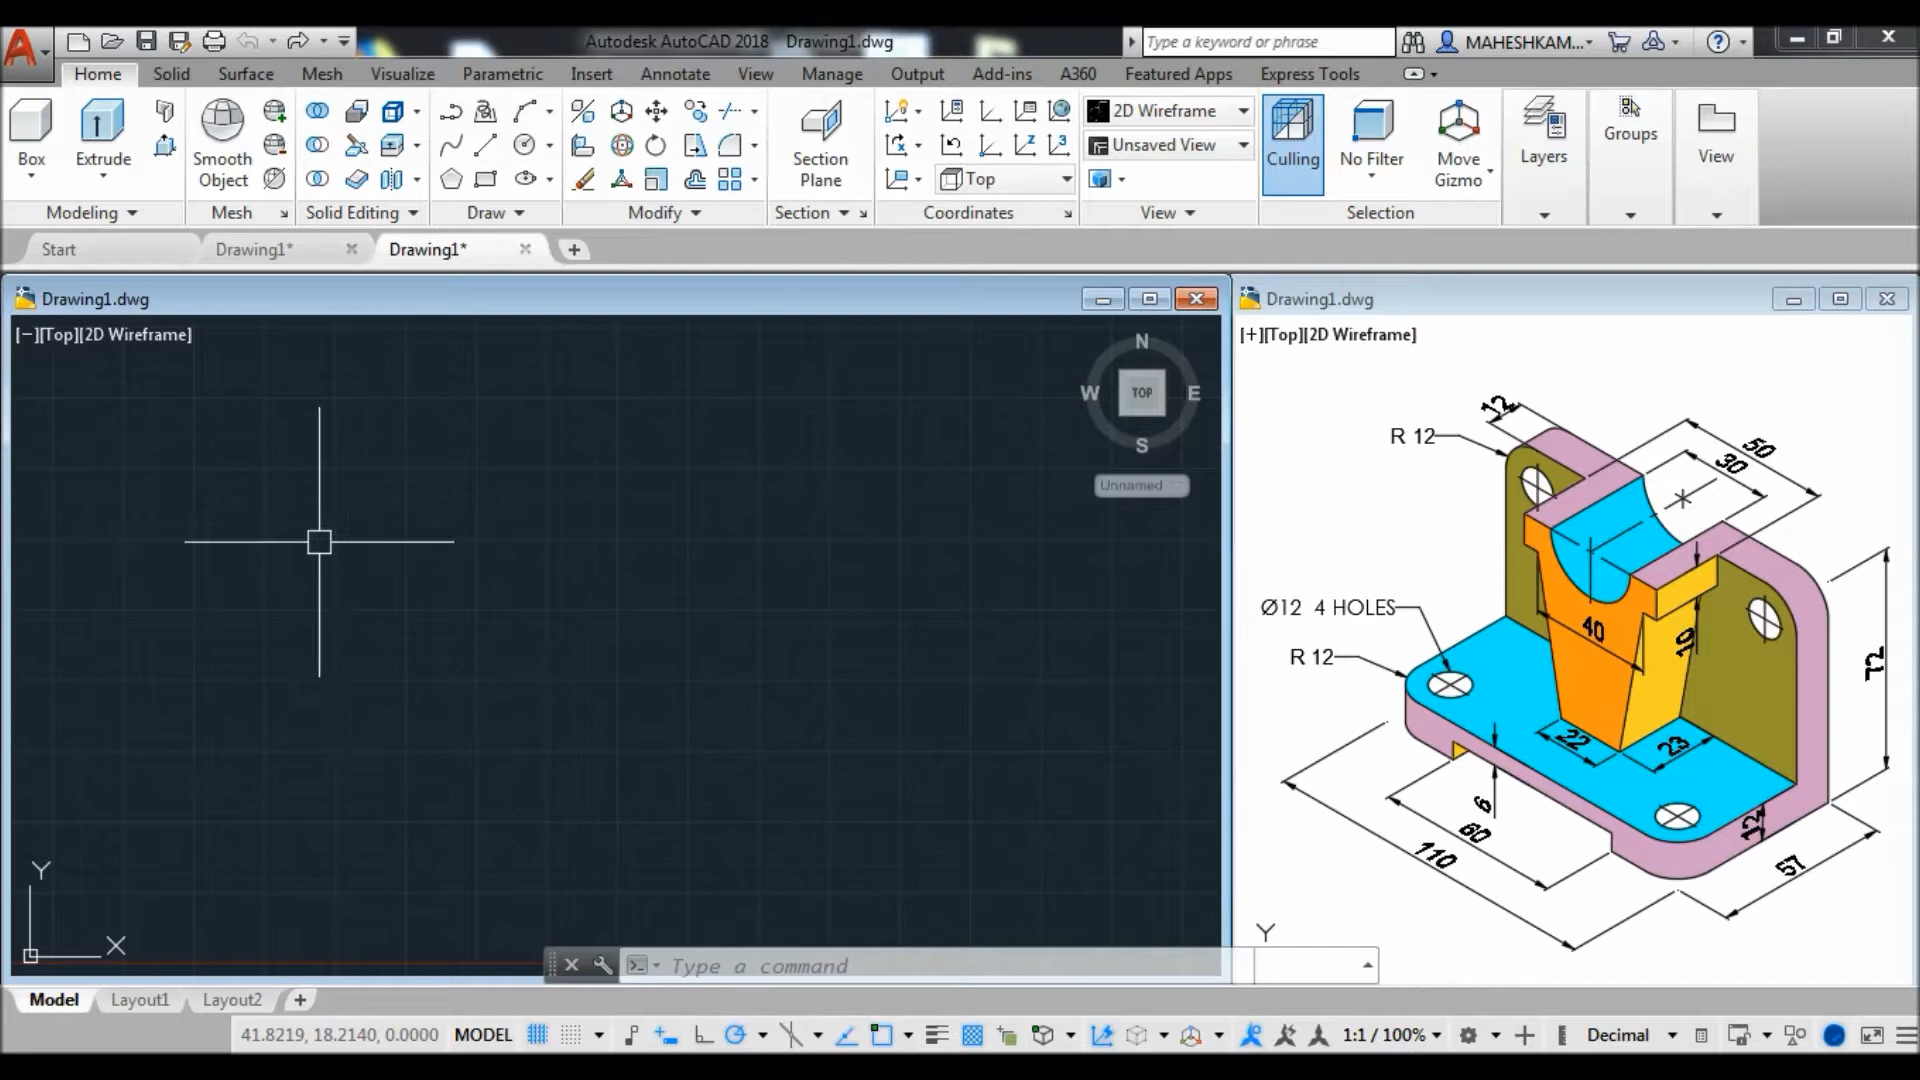 Autodesk AutoCAD 2018 Drawing1.dwg
Type a keyword or phrase
MAHESHKAM...
Home Solid Surface Mesh Visualize Parametric Insert Annotate View Manage Output Add-ins A360 Featured Apps Express Tools
Box
Extrude
Smooth Object
Section Plane
Top
2D Wireframe
Unsaved View
Culling
No Filter
Move Gizmo
Layers
Groups
View
Modeling Mesh Solid Editing Draw Modify Section Coordinates View Selection
Start Drawing1* Drawing1*
Drawing1.dwg
[−][Top][2D Wireframe]
N
W TOP E
S
Unnamed
Y
X
Type a command
Drawing1.dwg
[+][Top][2D Wireframe]
12
R 12
50
30
Ø12 4 HOLES
40
10
R 12
72
22
23
6
60
12
110
57
Y
Model Layout1 Layout2
41.8219, 18.2140, 0.0000 MODEL 1:1 / 100% Decimal